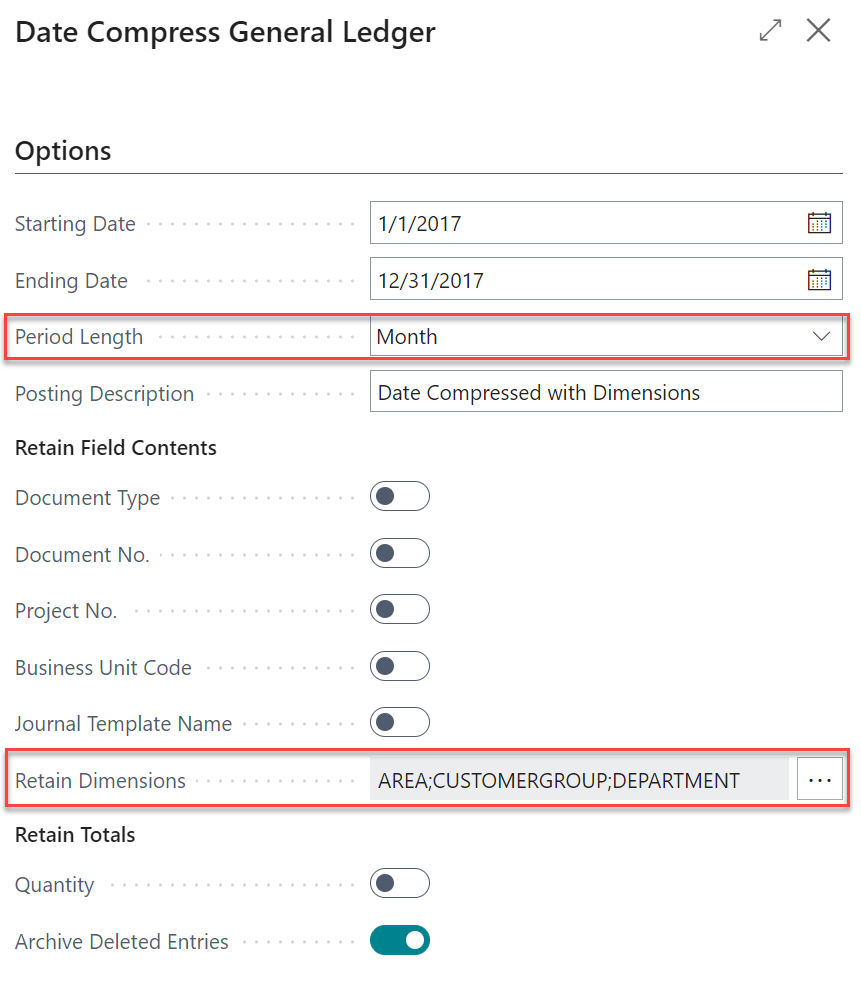 Date Compress General Ledger
Options
Starting Date 1/1/2017
Ending Date 12/31/2017
Period Length Month
Posting Description Date Compressed with Dimensions
Retain Field Contents
Document Type
Document No.
Project No.
Business Unit Code
Journal Template Name
Retain Dimensions AREA;CUSTOMERGROUP;DEPARTMENT ...
Retain Totals
Quantity
Archive Deleted Entries